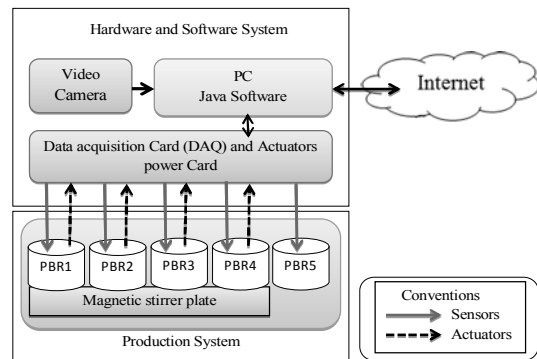 Hardware and Software System
Video
Camera
PC
Java Software
Internet
Data acquisition Card (DAQ) and Actuators
power Card
PBR1
PBR2
PBR3
PBR4
PBR5
Magnetic stirrer plate
Production System
Conventions
Sensors
Actuators